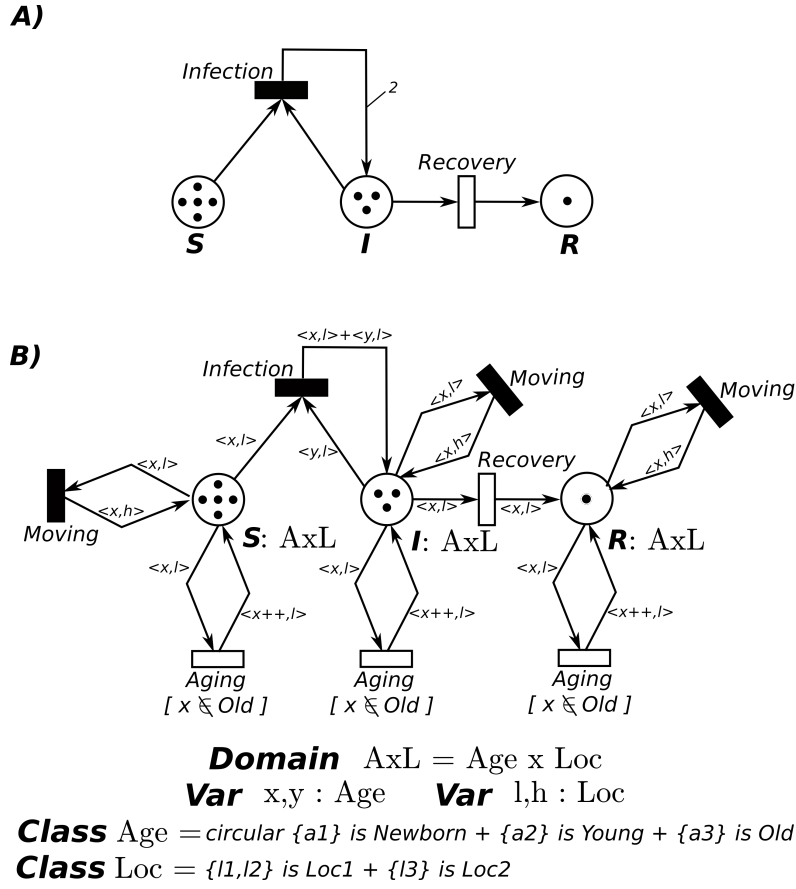 A)
Infection
2
Recovery
S
I
R
B)
<x,l>+<y,l>
Infection
Moving
<x,l>
Moving
<x,l>
<x,l>
<y,l>
<x,h>
<x,h>
Recovery
<x,l>
<x,h>
<x,l>
<x,l>
Moving
S: AxL
I: AxL
R: AxL
<x,l>
<x,l>
<x,l>
<x++,l>
<x++,l>
<x++,l>
Aging
Aging
Aging
[ x ∉ Old ]
[ x ∉ Old ]
[ x ∉ Old ]
Domain AxL = Age x Loc
Var x,y : Age Var l,h : Loc
Class Age = circular {a1} is Newborn + {a2} is Young + {a3} is Old
Class Loc = {l1,l2} is Loc1 + {l3} is Loc2